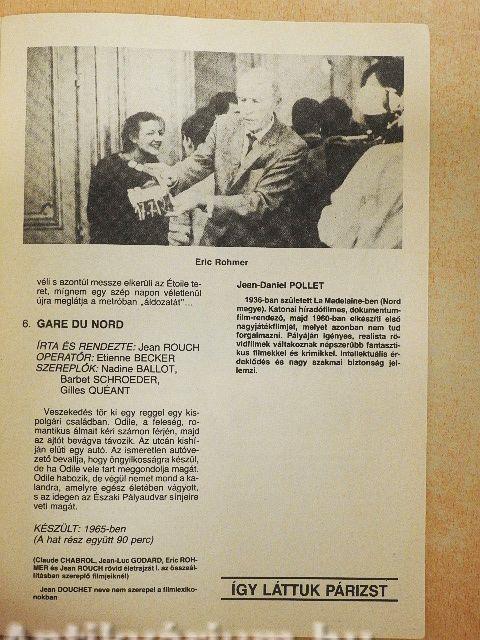 Eric Rohmer
véli s azontúl messze elkerüli az Étoile te-
ret, mígnem egy szép napon véletlenül
újra meglátja a metróban „áldozatát"...
6. GARE DU NORD
ÍRTA ÉS RENDEZTE: Jean ROUCH
OPERATŐR: Etienne BECKER
SZEREPLŐK: Nadine BALLOT,
Barbet SCHROEDER,
Gilles QUÉANT
Veszekedés tör ki egy reggel egy kis-
polgári családban. Odile, a feleség, ro-
mantikus álmait kéri számon férjén, majd
az ajtót bevágva távozik. Az utcán kishí-
ján elüti egy autó. Az ismeretlen autóve-
zető bevallja, hogy öngyilkosságra készül,
de ha Odile vele tart meggondolja magát.
Odile habozik, de végül nemet mond a ka-
landra, amelyre egész életében vágyott,
s az idegen az Északi Pályaudvar sínjeire
veti magát.
KÉSZÜLT: 1965-ben
(A hat rész együtt 90 perc)
(Claude CHABROL, Jean-Luc GODARD, Eric ROH-
MER és Jean ROUCH rövid életrajzát l. az összeál-
lításban szereplő film(jei)knél)
Jean DOUCHET neve nem szerepel a filmlexiko-
nokban
Jean-Daniel POLLET
1936-ban született La Madelaine-ben (Nord
megye). Katonai híradófilmes, dokumentum-
film-rendező, majd 1960-ban elkészíti első
nagyjátékfilmjét, melyet azonban nem tud
forgalmazni. Pályáján igényes, realista rö-
vidfilmek váltakoznak népszerűbb fantaszti-
kus filmekkel és krimikkel. Intellektuális ér-
deklődés és nagy szakmai biztonság jel-
lemzi.
ÍGY LÁTTUK PÁRIZST